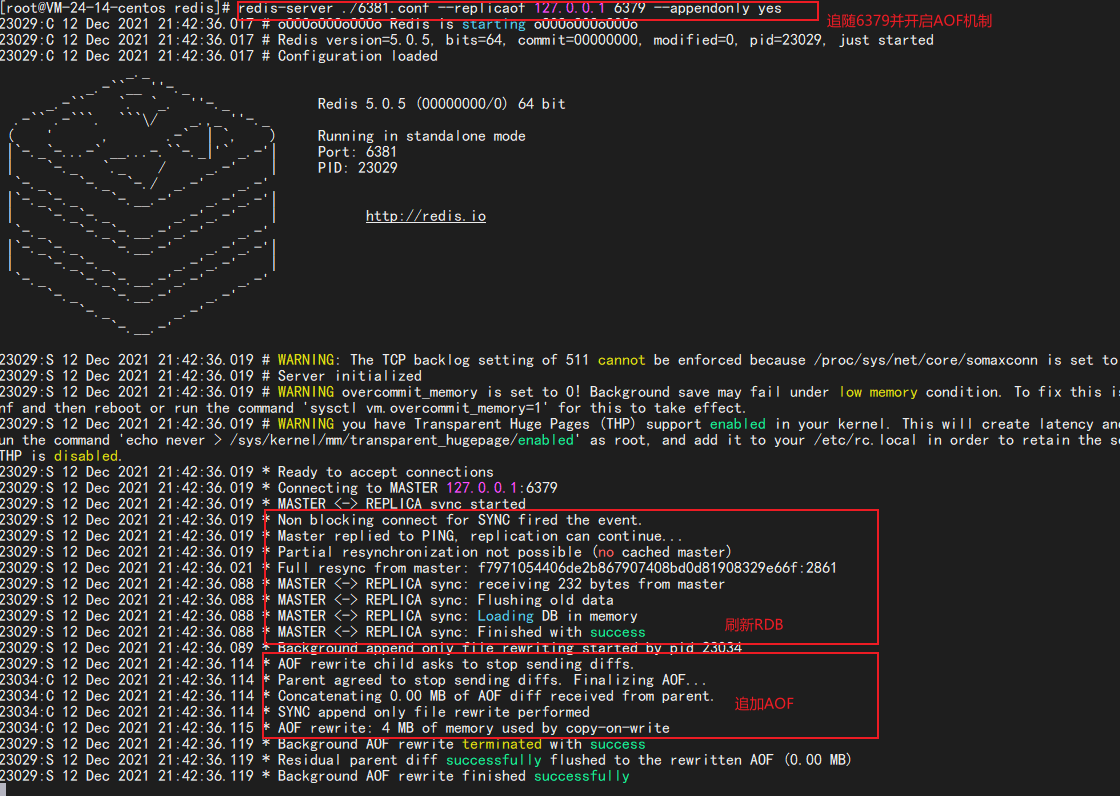 [root@VM-24-14-centos redis]# redis-server ./6381.conf --replicaof 127.0.0.1 6379 --appendonly yes
追随6379并开启AOF机制
23029:C 12 Dec 2021 21:42:36.017 # oO0OoO0OoO0Oo Redis is starting oO0OoO0OoO0Oo
23029:C 12 Dec 2021 21:42:36.017 # Redis version=5.0.5, bits=64, commit=00000000, modified=0, pid=23029, just started
23029:C 12 Dec 2021 21:42:36.017 # Configuration loaded
Redis 5.0.5 (00000000/0) 64 bit
Running in standalone mode
Port: 6381
PID: 23029
http://redis.io
23029:S 12 Dec 2021 21:42:36.019 # WARNING: The TCP backlog setting of 511 cannot be enforced because /proc/sys/net/core/somaxconn is set to
23029:S 12 Dec 2021 21:42:36.019 # Server initialized
23029:S 12 Dec 2021 21:42:36.019 # WARNING overcommit_memory is set to 0! Background save may fail under low memory condition. To fix this is
nf and then reboot or run the command 'sysctl vm.overcommit_memory=1' for this to take effect.
23029:S 12 Dec 2021 21:42:36.019 # WARNING you have Transparent Huge Pages (THP) support enabled in your kernel. This will create latency and
un the command 'echo never > /sys/kernel/mm/transparent_hugepage/enabled' as root, and add it to your /etc/rc.local in order to retain the se
THP is disabled.
23029:S 12 Dec 2021 21:42:36.019 * Ready to accept connections
23029:S 12 Dec 2021 21:42:36.019 * Connecting to MASTER 127.0.0.1:6379
23029:S 12 Dec 2021 21:42:36.019 * MASTER <-> REPLICA sync started
23029:S 12 Dec 2021 21:42:36.019 * Non blocking connect for SYNC fired the event.
23029:S 12 Dec 2021 21:42:36.019 * Master replied to PING, replication can continue...
23029:S 12 Dec 2021 21:42:36.019 * Partial resynchronization not possible (no cached master)
23029:S 12 Dec 2021 21:42:36.021 * Full resync from master: f7971054406de2b867907408bd0d81908329e66f:2861
23029:S 12 Dec 2021 21:42:36.088 * MASTER <-> REPLICA sync: receiving 232 bytes from master
23029:S 12 Dec 2021 21:42:36.088 * MASTER <-> REPLICA sync: Flushing old data
23029:S 12 Dec 2021 21:42:36.088 * MASTER <-> REPLICA sync: Loading DB in memory
23029:S 12 Dec 2021 21:42:36.088 * MASTER <-> REPLICA sync: Finished with success
刷新RDB
23029:S 12 Dec 2021 21:42:36.089 * Background append only file rewriting started by pid 23034
23029:S 12 Dec 2021 21:42:36.114 * AOF rewrite child asks to stop sending diffs.
23034:C 12 Dec 2021 21:42:36.114 * Parent agreed to stop sending diffs. Finalizing AOF...
23034:C 12 Dec 2021 21:42:36.114 * Concatenating 0.00 MB of AOF diff received from parent.
追加AOF
23034:C 12 Dec 2021 21:42:36.114 * SYNC append only file rewrite performed
23034:C 12 Dec 2021 21:42:36.115 * AOF rewrite: 4 MB of memory used by copy-on-write
23029:S 12 Dec 2021 21:42:36.119 * Background AOF rewrite terminated with success
23029:S 12 Dec 2021 21:42:36.119 * Residual parent diff successfully flushed to the rewritten AOF (0.00 MB)
23029:S 12 Dec 2021 21:42:36.119 * Background AOF rewrite finished successfully